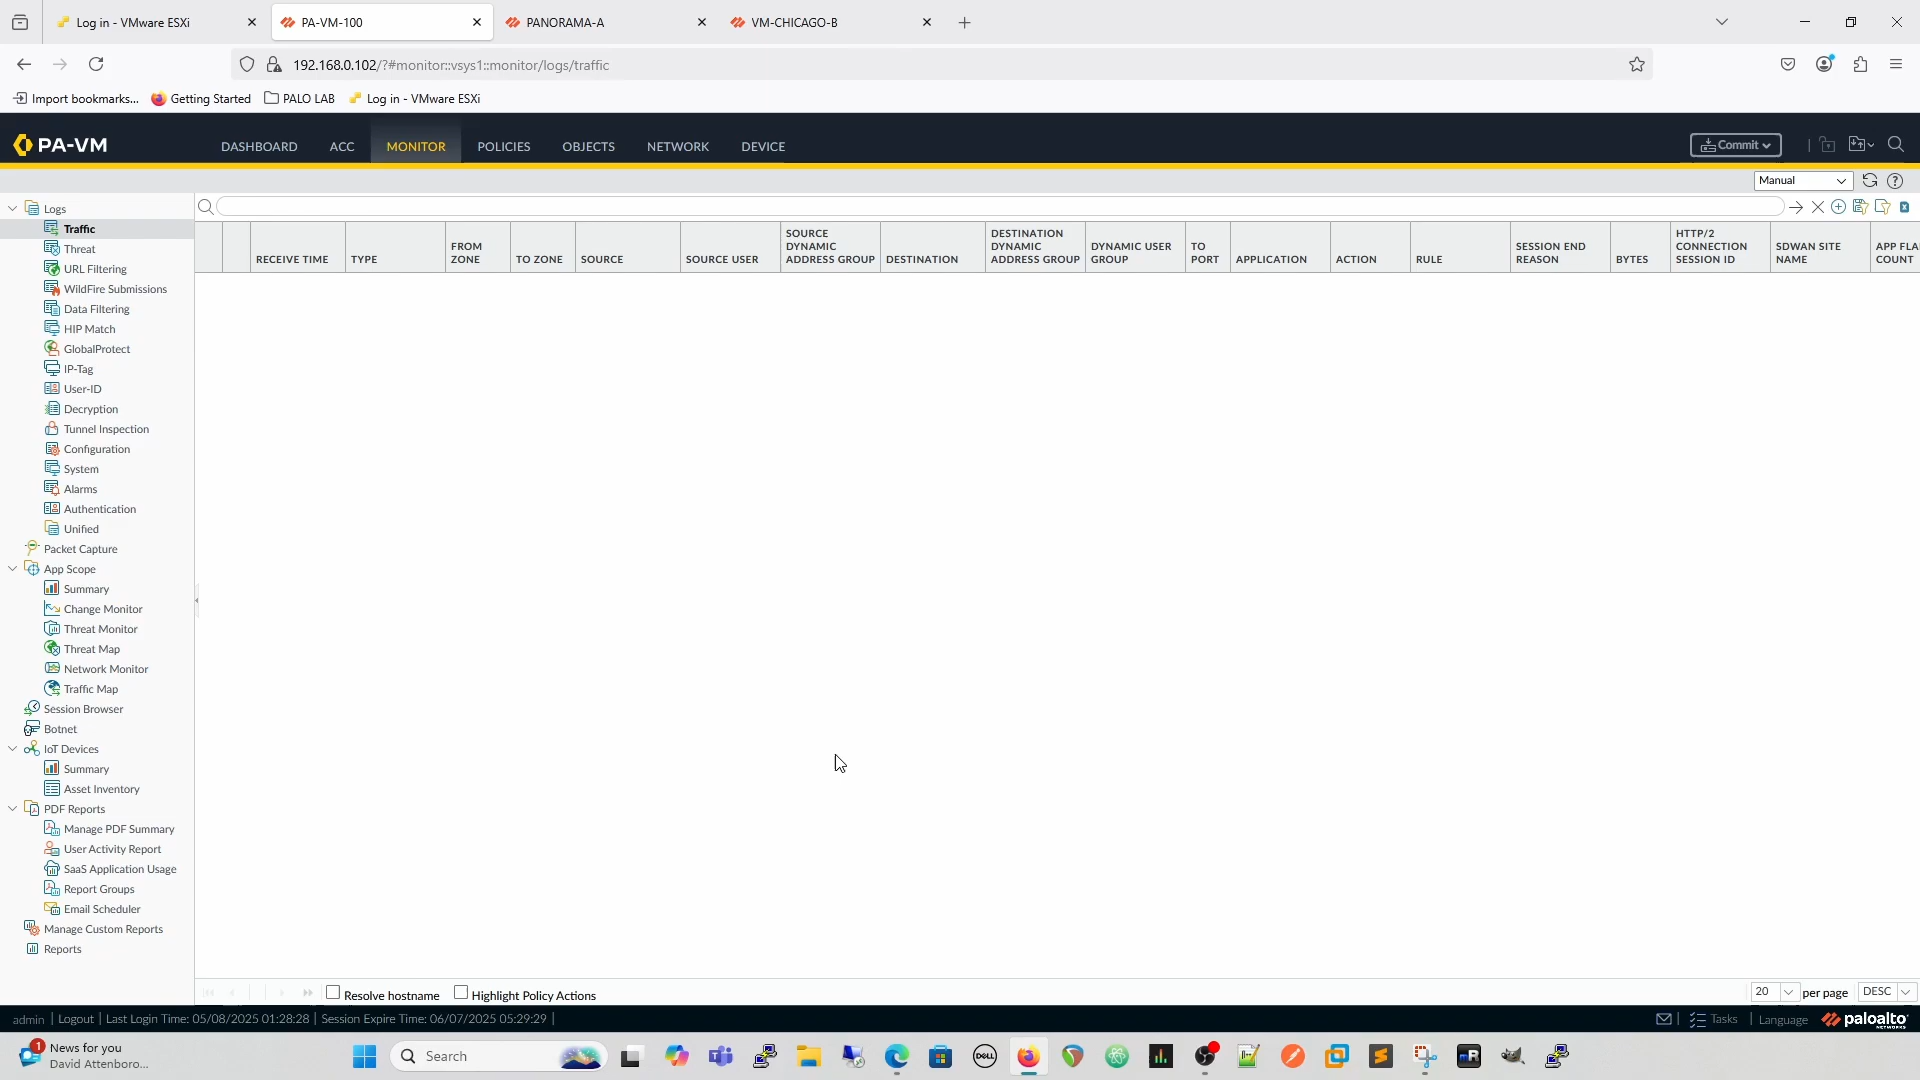 Log in - VMware ESXi
PA-VM-100
PANORAMA-A
VM-CHICAGO-B
192.168.0.102/?#monitor::vsys1::monitor/logs/traffic
Import bookmarks...
Getting Started
PALO LAB
Log in - VMware ESXi
PA-VM
DASHBOARD
ACC
MONITOR
POLICIES
OBJECTS
NETWORK
DEVICE
Commit
Manual
Logs
Traffic
Threat
URL Filtering
WildFire Submissions
Data Filtering
HIP Match
GlobalProtect
IP-Tag
User-ID
Decryption
Tunnel Inspection
Configuration
System
Alarms
Authentication
Unified
Packet Capture
App Scope
Summary
Change Monitor
Threat Monitor
Threat Map
Network Monitor
Traffic Map
Session Browser
Botnet
IoT Devices
Summary
Asset Inventory
PDF Reports
Manage PDF Summary
User Activity Report
SaaS Application Usage
Report Groups
Email Scheduler
Manage Custom Reports
Reports
RECEIVE TIME
TYPE
FROM
ZONE
TO ZONE
SOURCE
SOURCE USER
SOURCE
DYNAMIC
ADDRESS GROUP
DESTINATION
DESTINATION
DYNAMIC
ADDRESS GROUP
DYNAMIC USER
GROUP
TO
PORT
APPLICATION
ACTION
RULE
SESSION END
REASON
BYTES
HTTP/2
CONNECTION
SESSION ID
SDWAN SITE
NAME
APP FLA
COUNT
Resolve hostname
Highlight Policy Actions
20
per page
DESC
admin | Logout | Last Login Time: 05/08/2025 01:28:28 | Session Expire Time: 06/07/2025 05:29:29 |
Tasks | Language
paloalto
NETWORKS
1
News for you
David Attenboro...
Search
DELL